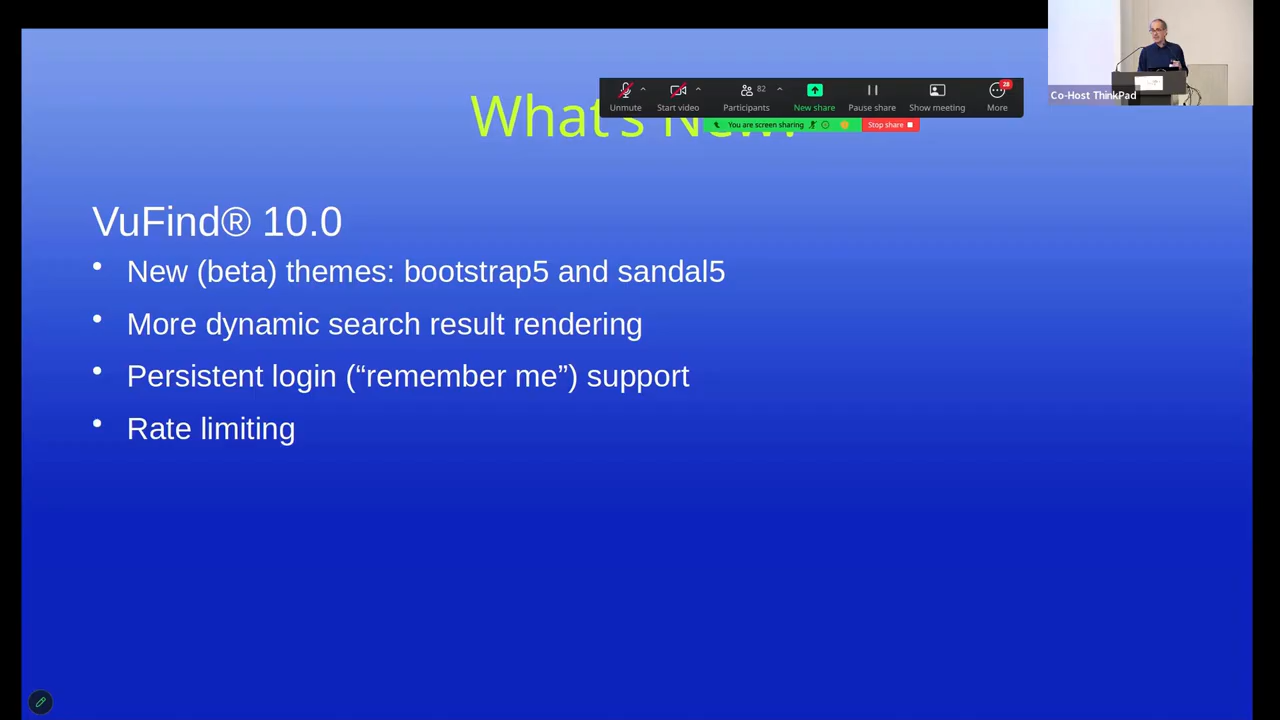 Unmute
Start video
82
Participants
New share
Pause share
Show meeting
28
More
You are screen sharing
Stop share
Co-Host ThinkPad
What's New?
VuFind® 10.0
• New (beta) themes: bootstrap5 and sandal5
• More dynamic search result rendering
• Persistent login (“remember me”) support
• Rate limiting